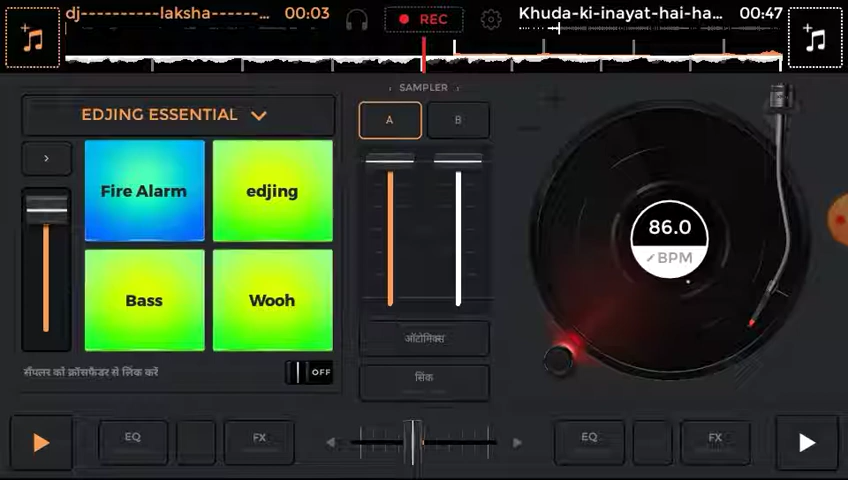 dj----------laksha------... 00:03
REC
Khuda-ki-inayat-hai-ha... 00:47
‹ SAMPLER ›
EDJING ESSENTIAL
A
B
Fire Alarm
edjing
Bass
Wooh
86.0
BPM
ऑटोमिक्स
सिंक
सैंपलर को क्रॉसफैडर से लिंक करें
OFF
EQ
FX
EQ
FX